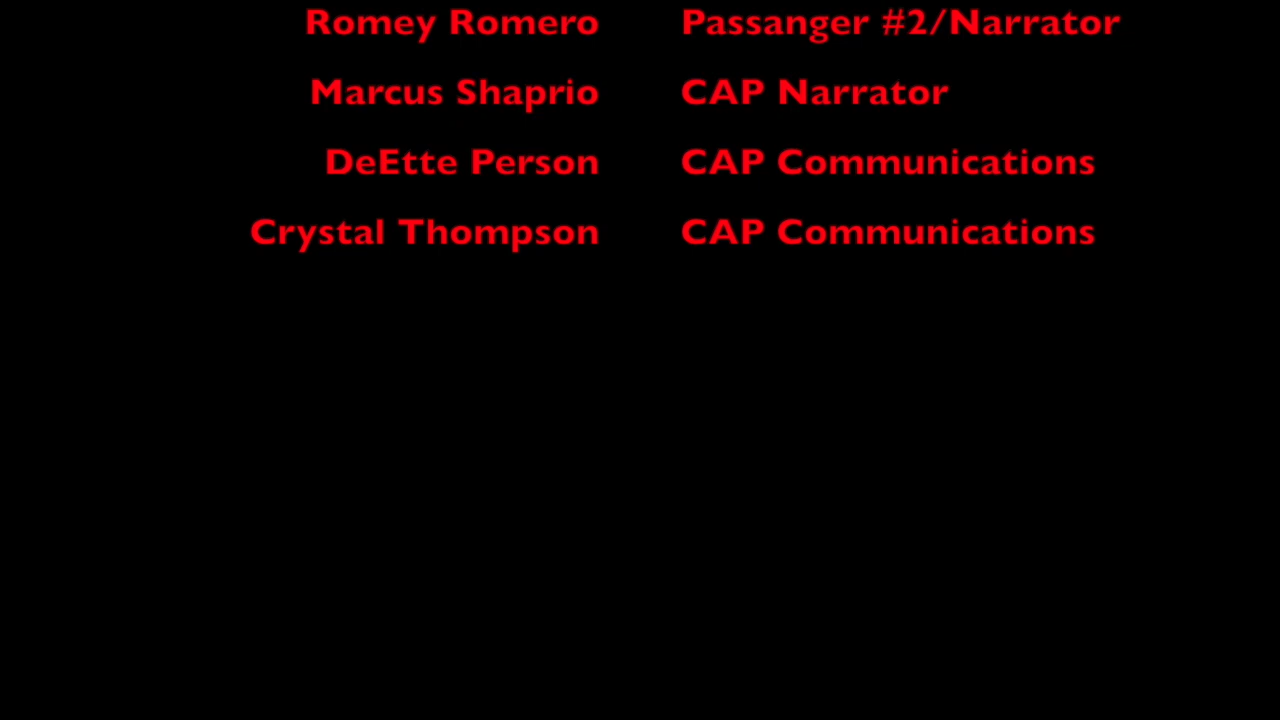 Romey Romero Passanger #2/Narrator
Marcus Shaprio CAP Narrator
DeEtte Person CAP Communications
Crystal Thompson CAP Communications